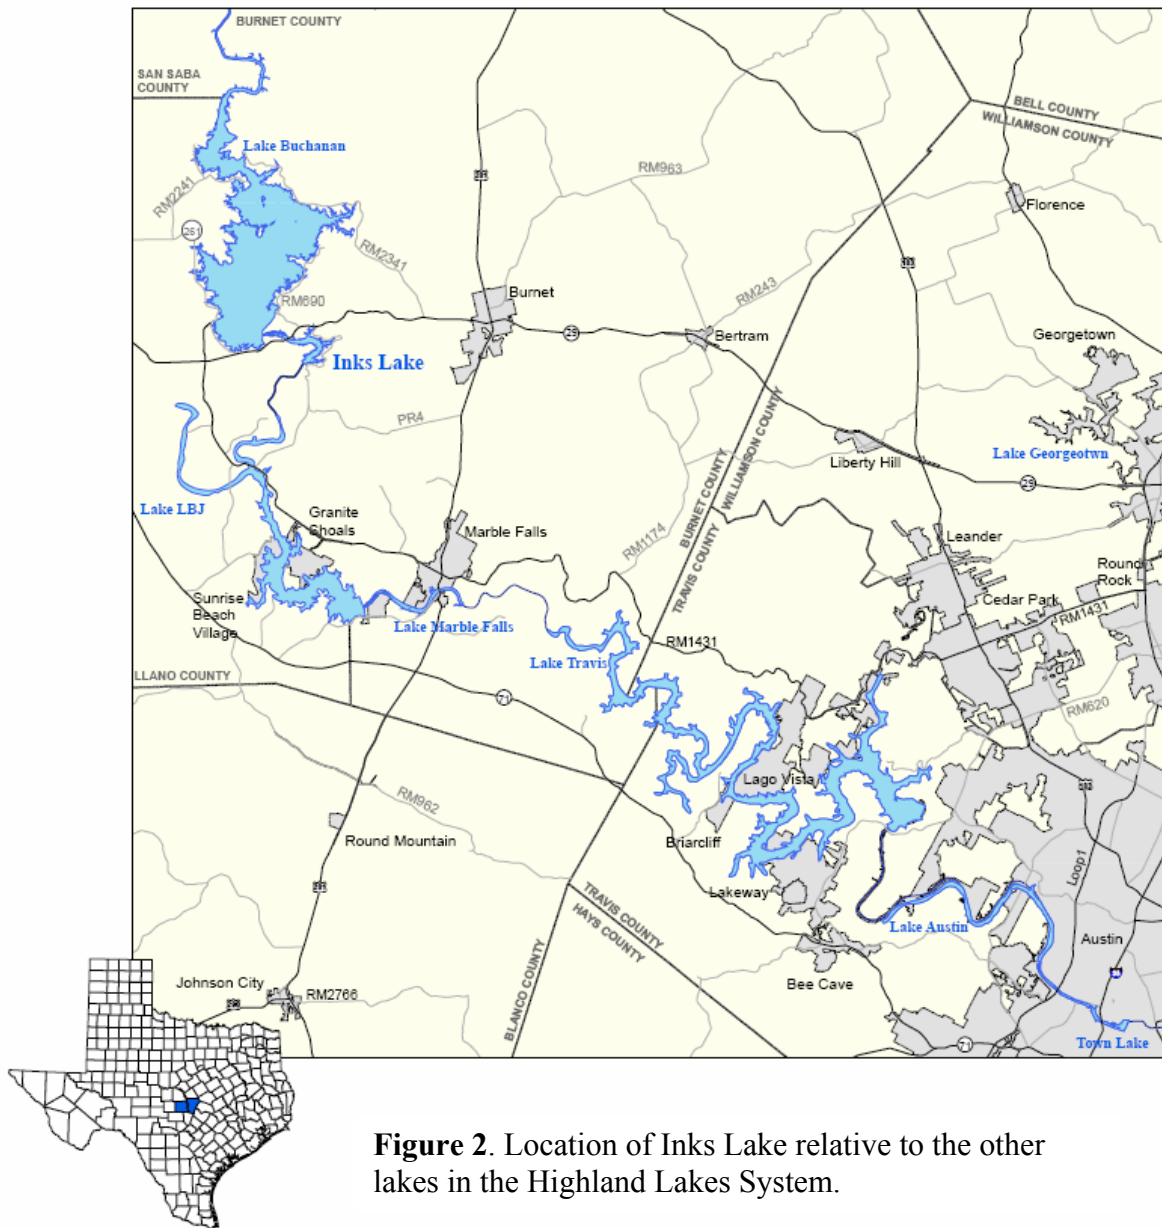 BURNET COUNTY
SAN SABA
COUNTY
BELL COUNTY
WILLIAMSON COUNTY
Lake Buchanan
RM963
RM2241
Florence
261
RM2341
RM243
RM690
Burnet
29
Bertram
Georgetown
Inks Lake
PR4
Lake Georgeotwn
Liberty Hill
29
BURNET COUNTY
WILLIAMSON COUNTY
Lake LBJ
Granite
Shoals
Marble Falls
RM1174
Leander
TRAVIS COUNTY
Round
Rock
Sunrise
Beach
Village
Cedar Park
RM1431
Lake Marble Falls
RM1431
Lake Travis
LLANO COUNTY
71
RM620
Lago Vista
RM962
Round Mountain
Briarcliff
Loop1
Lakeway
TRAVIS COUNTY
HAYS COUNTY
Lake Austin
Austin
Johnson City
RM2766
Bee Cave
BLANCO COUNTY
71
Town Lake
Figure 2. Location of Inks Lake relative to the other
lakes in the Highland Lakes System.